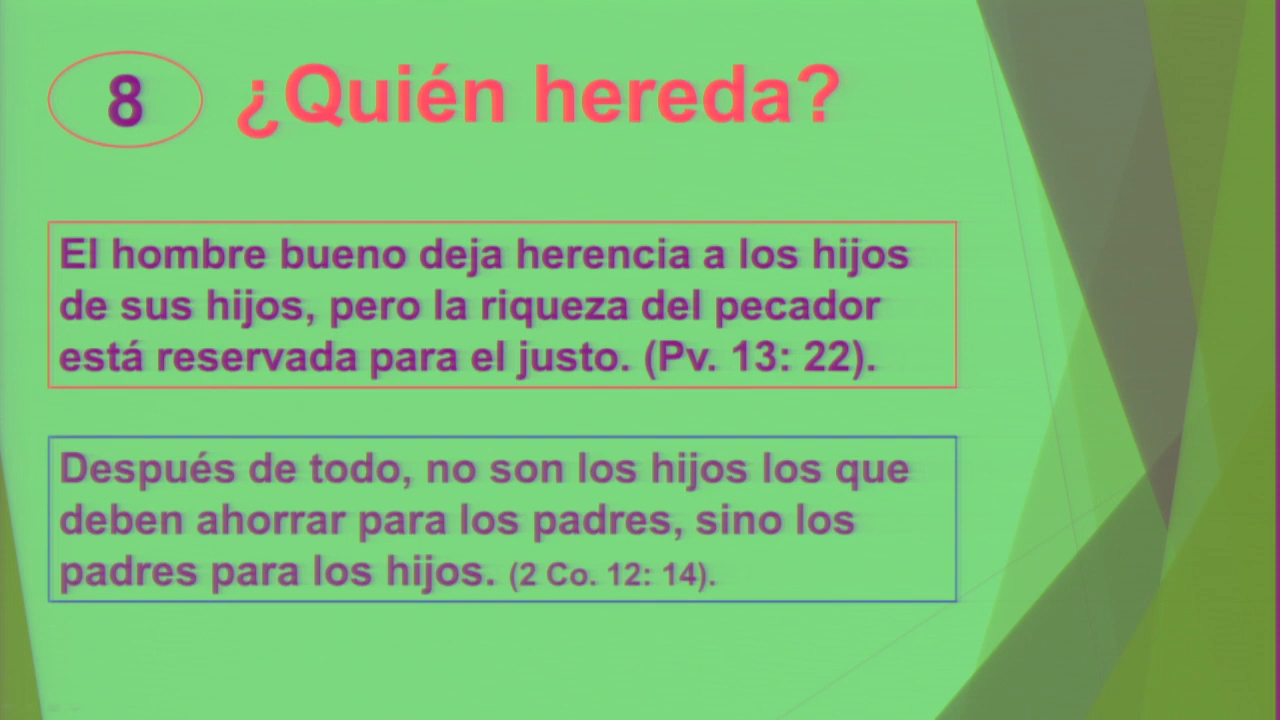 8 ¿Quién hereda?
El hombre bueno deja herencia a los hijos
de sus hijos, pero la riqueza del pecador
está reservada para el justo. (Pv. 13: 22).
Después de todo, no son los hijos los que
deben ahorrar para los padres, sino los
padres para los hijos. (2 Co. 12: 14).